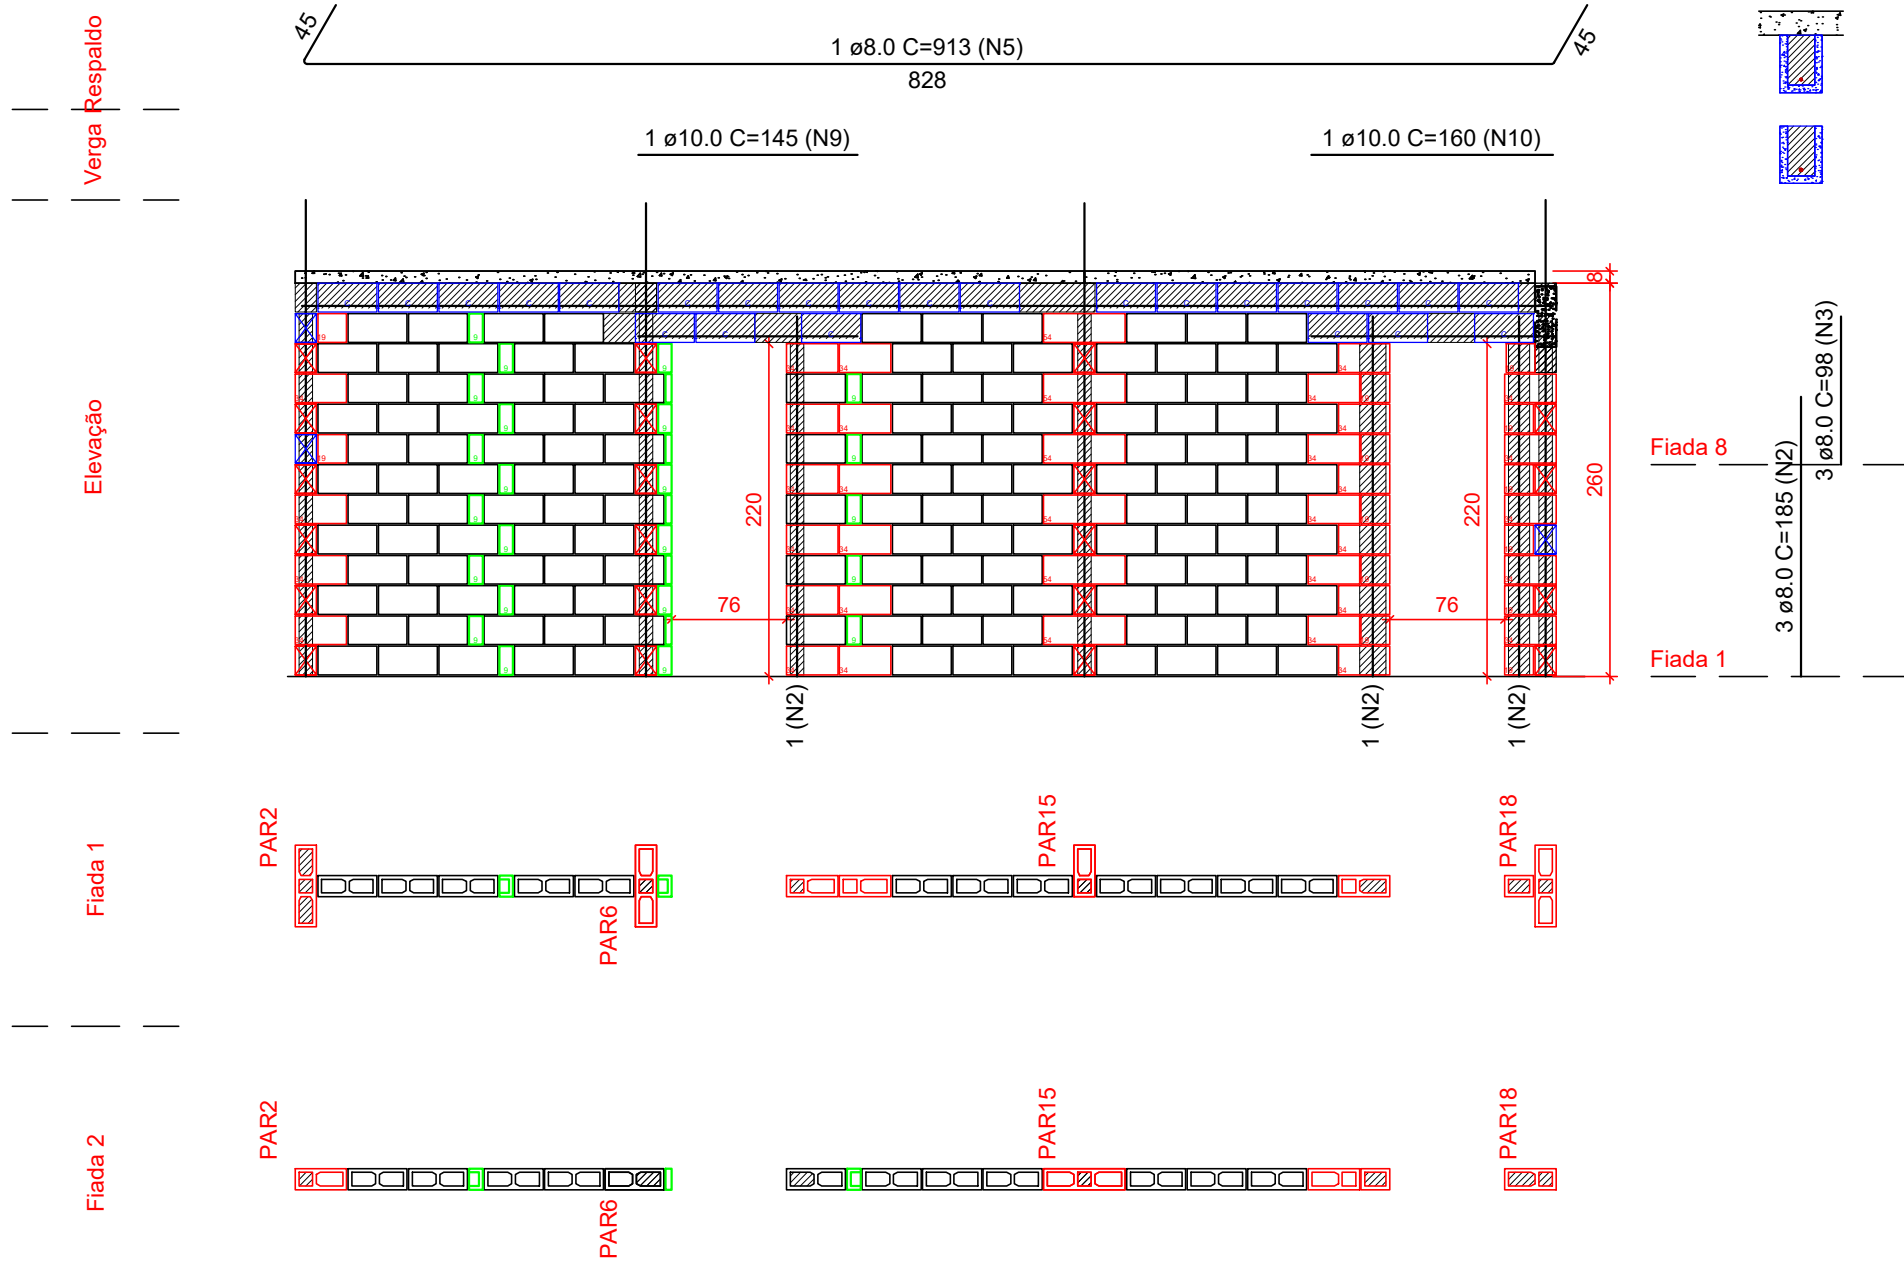 Respaldo
45
1 ø8.0 C=913 (N5)
828
45
Verga
1 ø10.0 C=145 (N9)
1 ø10.0 C=160 (N10)
Elevação
8
220
76
220
76
260
Fiada 8
Fiada 1
3 ø8.0 C=185 (N2)
3 ø8.0 C=98 (N3)
1 (N2)
1 (N2)
1 (N2)
Fiada 1
PAR2
PAR6
PAR15
PAR18
Fiada 2
PAR2
PAR6
PAR15
PAR18